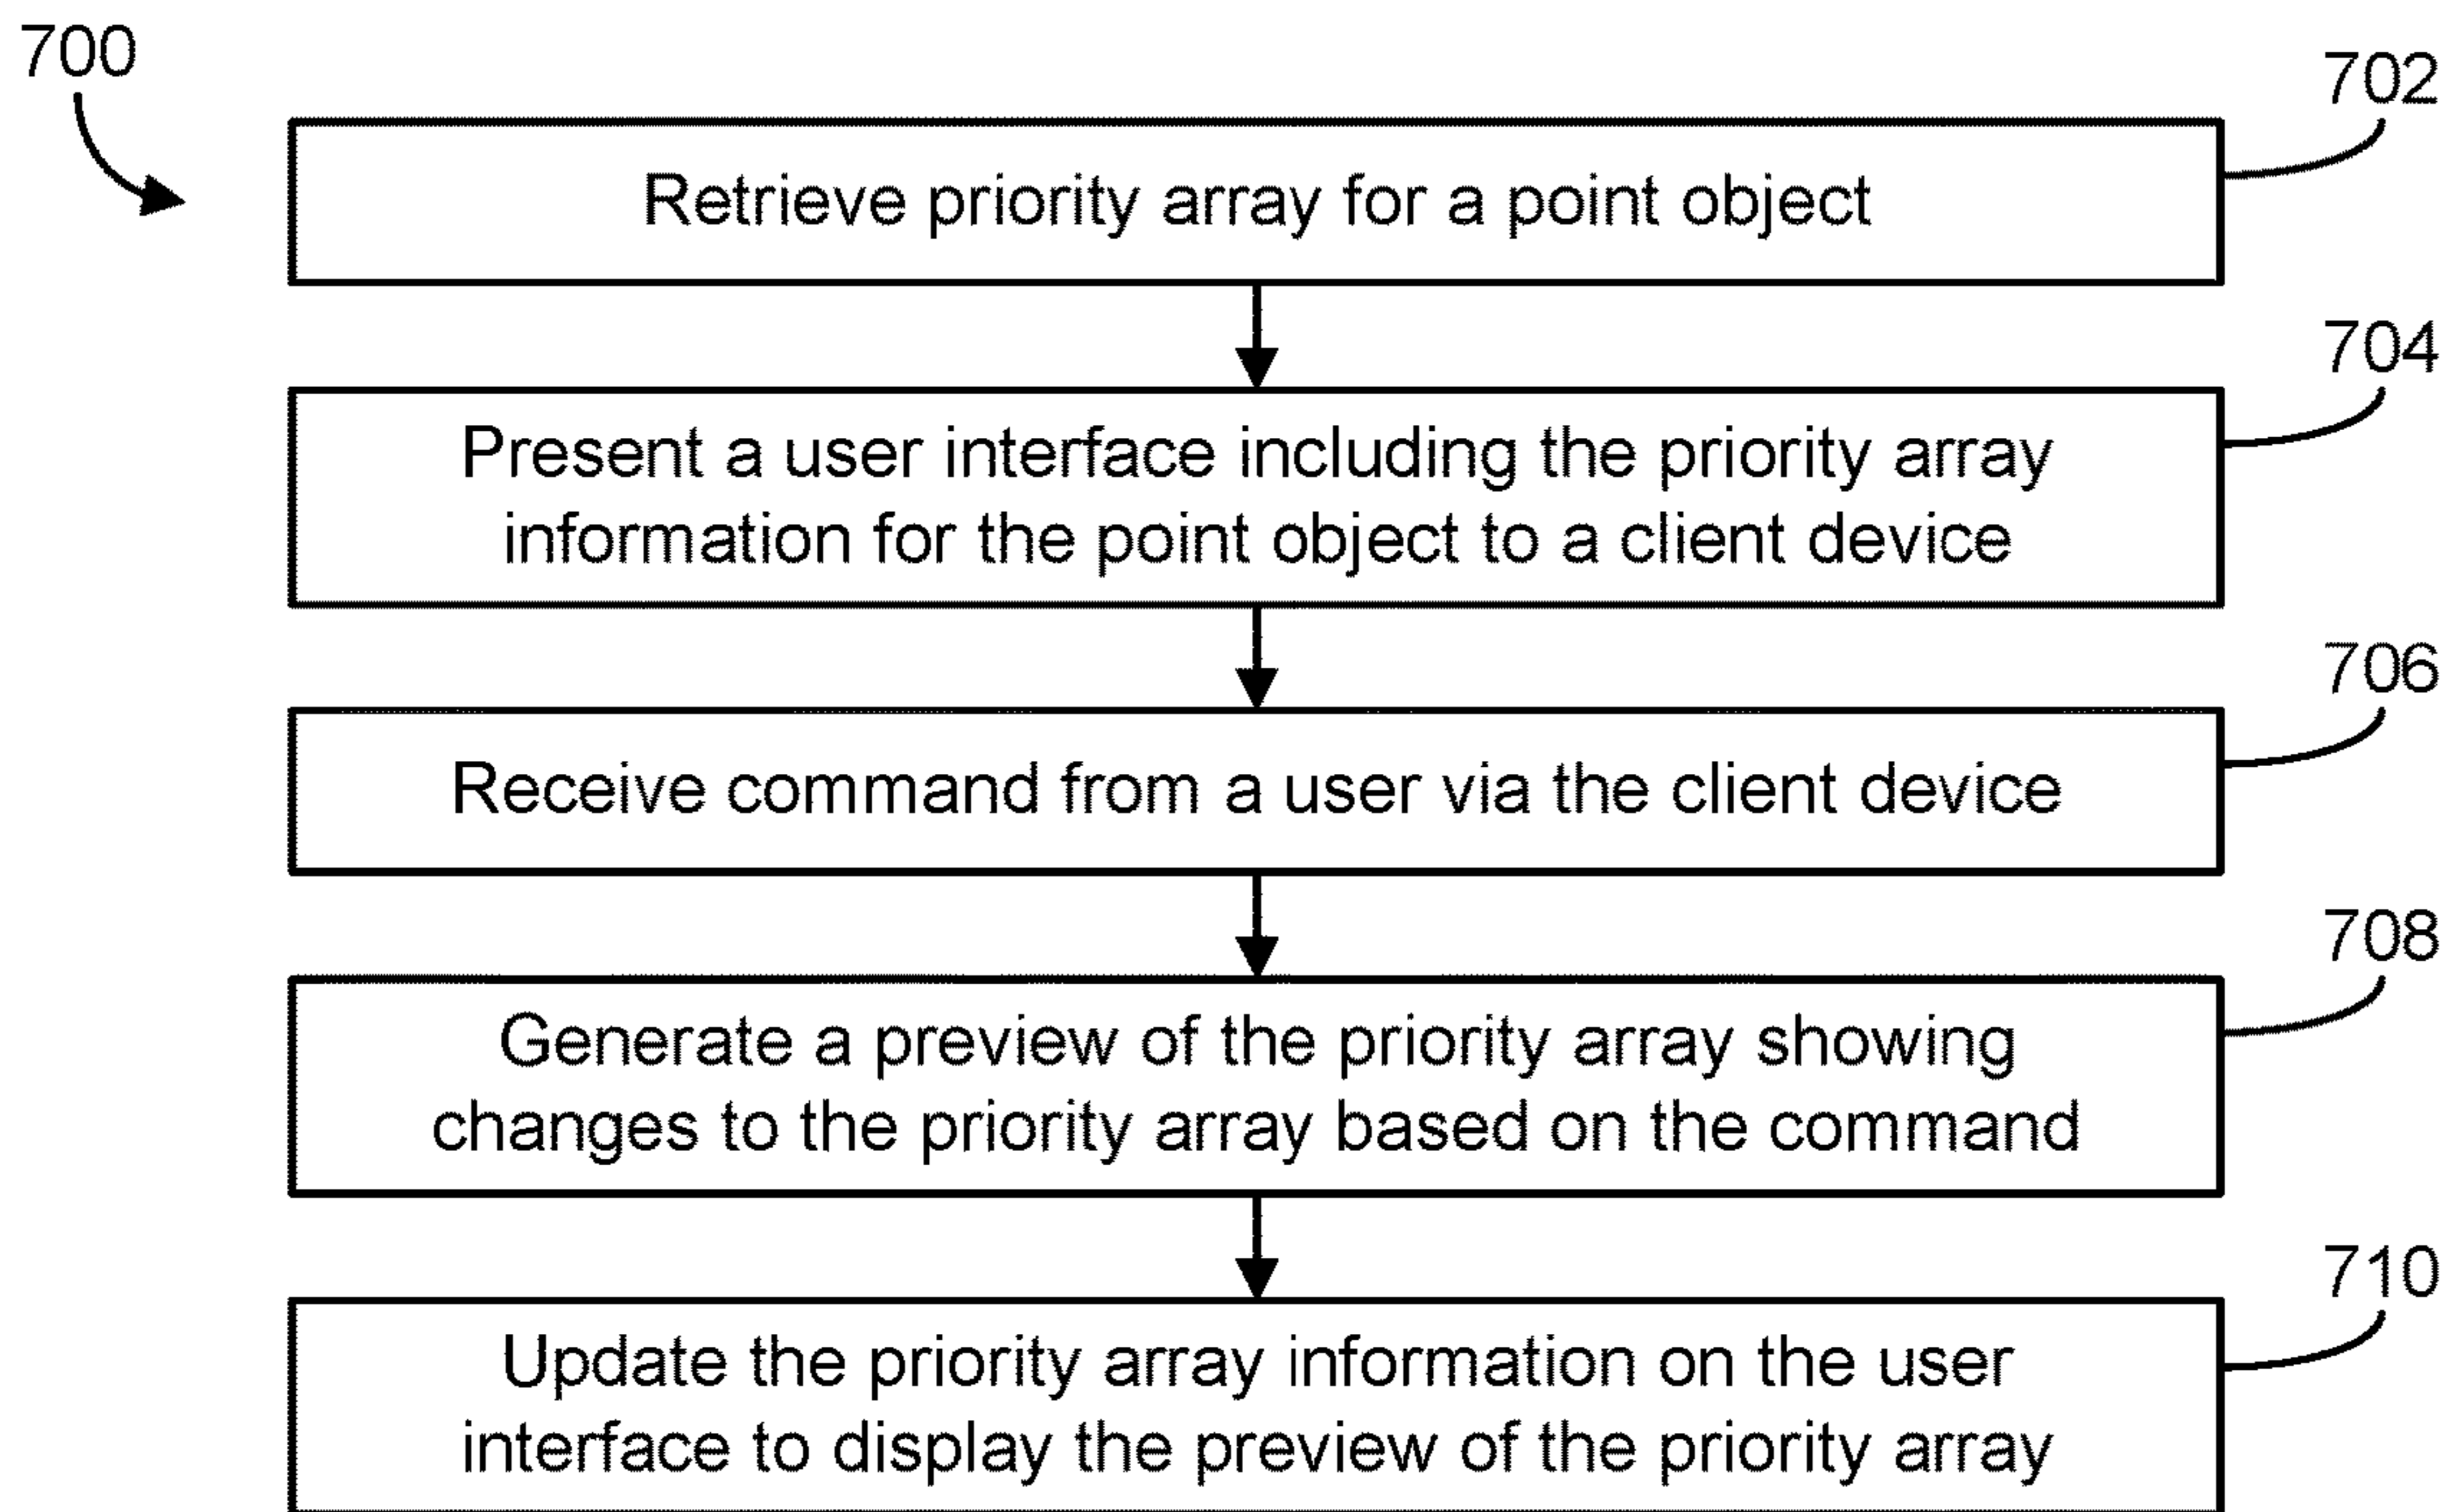 700
702
Retrieve priority array for a point object
704
Present a user interface including the priority array
information for the point object to a client device
706
Receive command from a user via the client device
708
Generate a preview of the priority array showing
changes to the priority array based on the command
710
Update the priority array information on the user
interface to display the preview of the priority array